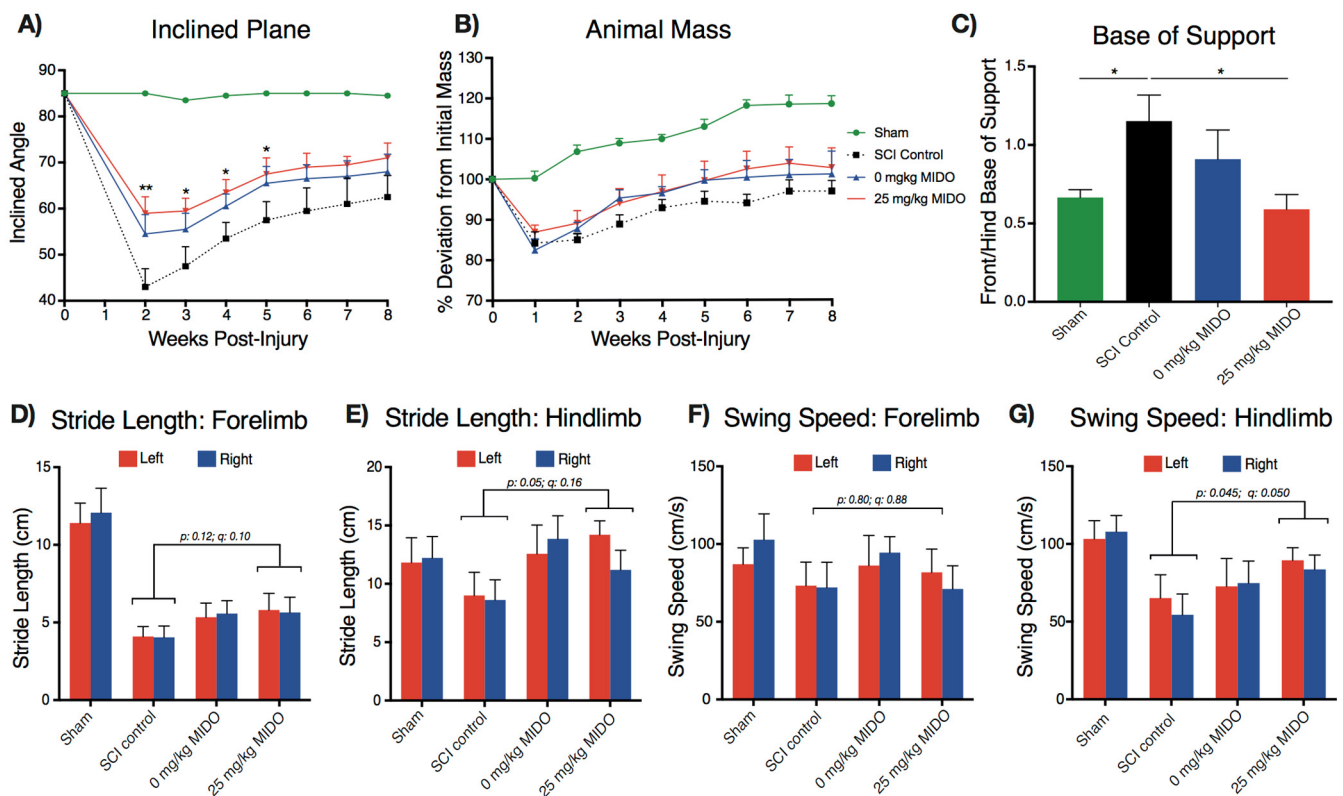 A) Inclined Plane
Inclined Angle
90
80
70
60
50
40
**
*
*
*
0 1 2 3 4 5 6 7 8
Weeks Post-Injury
B) Animal Mass
% Deviation from Initial Mass
130
120
110
100
90
80
70
0 1 2 3 4 5 6 7 8
Weeks Post-Injury
Sham
SCI Control
0 mgkg MIDO
25 mg/kg MIDO
C) Base of Support
Front/Hind Base of Support
1.5
1.0
0.5
0.0
* *
Sham
SCI Control
0 mg/kg MIDO
25 mg/kg MIDO
D) Stride Length: Forelimb
Left Right
Stride Length (cm)
15
10
5
0
p: 0.12; q: 0.10
Sham
SCI control
0 mg/kg MIDO
25 mg/kg MIDO
E) Stride Length: Hindlimb
Left Right
Stride Length (cm)
20
15
10
5
0
p: 0.05; q: 0.16
Sham
SCI control
0 mg/kg MIDO
25 mg/kg MIDO
F) Swing Speed: Forelimb
Left Right
Swing Speed (cm/s)
150
100
50
0
p: 0.80; q: 0.88
Sham
SCI control
0 mg/kg MIDO
25 mg/kg MIDO
G) Swing Speed: Hindlimb
Left Right
Swing Speed (cm/s)
150
100
50
0
p: 0.045; q: 0.050
Sham
SCI control
0 mg/kg MIDO
25 mg/kg MIDO